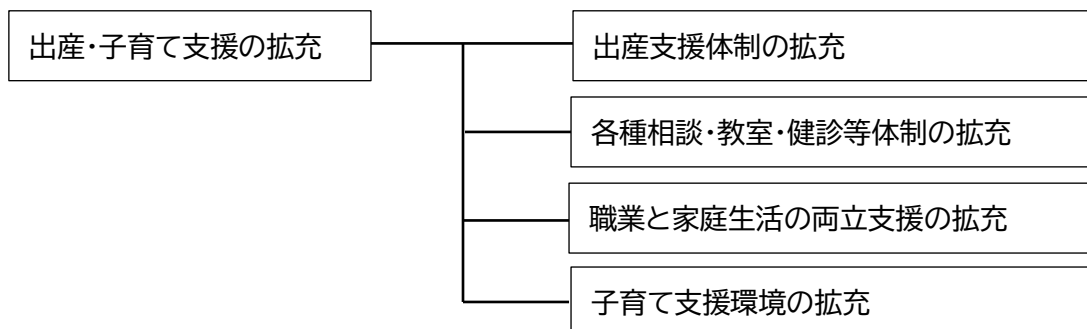 出産・子育て支援の拡充
出産支援体制の拡充
各種相談・教室・健診等体制の拡充
職業と家庭生活の両立支援の拡充
子育て支援環境の拡充